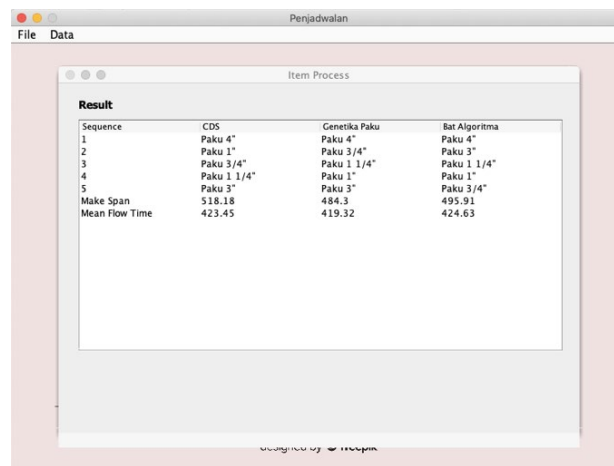 Penjadwalan
File Data
Item Process
Result
Sequence CDS Genetika Paku Bat Algoritma
1 Paku 4" Paku 4" Paku 4"
2 Paku 1" Paku 3/4" Paku 3"
3 Paku 3/4" Paku 1 1/4" Paku 1 1/4"
4 Paku 1 1/4" Paku 1" Paku 1"
5 Paku 3" Paku 3" Paku 3/4"
Make Span 518.18 484.3 495.91
Mean Flow Time 423.45 419.32 424.63
designed by freepik